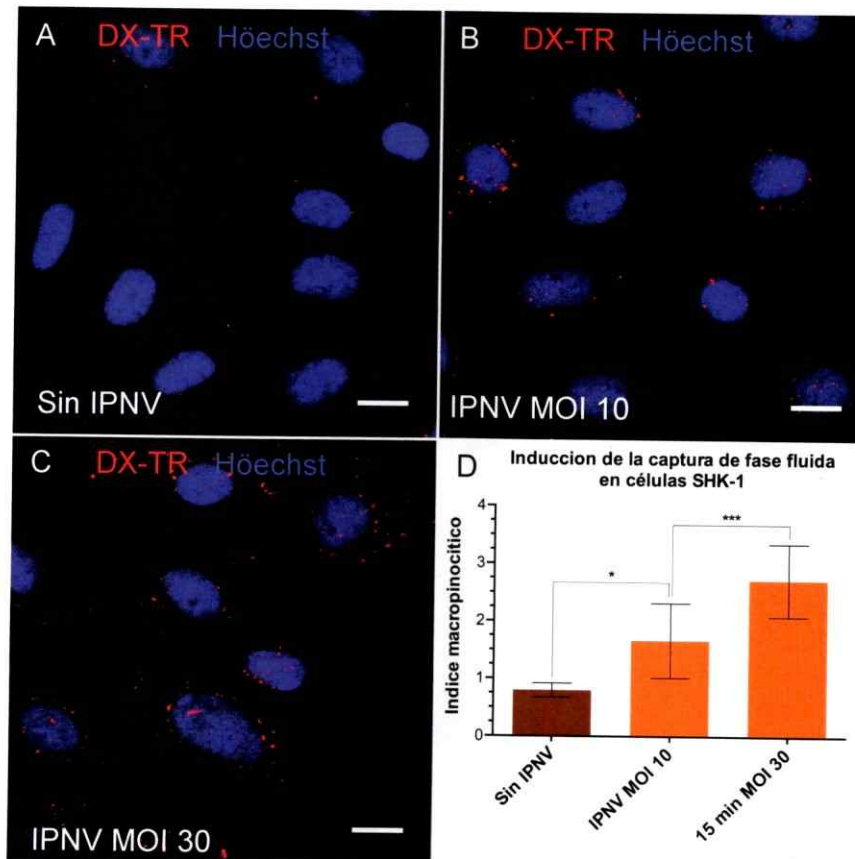 A DX-TR Höechst
Sin IPNV
B DX-TR Höechst
IPNV MOI 10
C DX-TR Höechst
IPNV MOI 30
D Induccion de la captura de fase fluida
en células SHK-1
Indice macropinocitico
4
3
2
1
0
*
***
Sin IPNV
IPNV MOI 10
15 min MOI 30